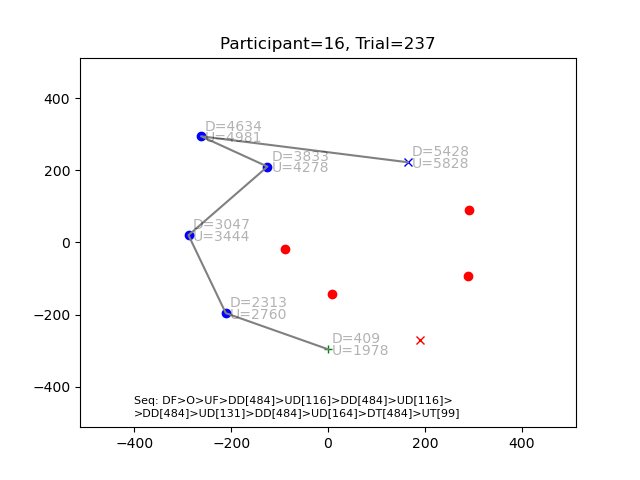 Participant=16, Trial=237
400
200
0
−200
−400
−400
−200
0
200
400
D=4634
U=4981
D=3833
U=4278
D=5428
U=5828
D=3047
U=3444
D=2313
U=2760
D=409
U=1978
Seq: DF>O>UF>DD[484]>UD[116]>DD[484]>UD[116]>
>DD[484]>UD[131]>DD[484]>UD[164]>DT[484]>UT[99]